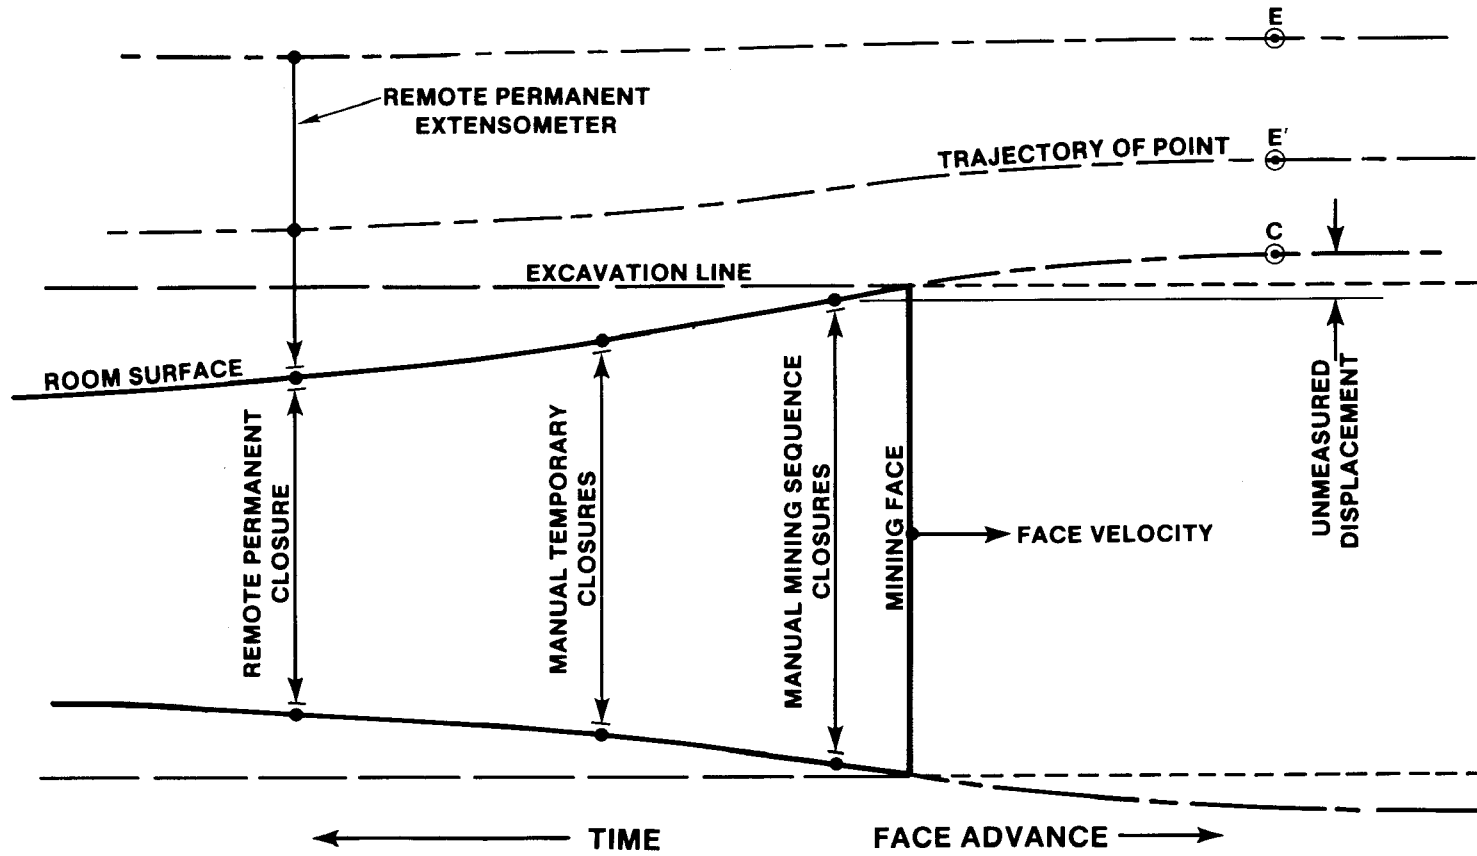 E
REMOTE PERMANENT
EXTENSOMETER
TRAJECTORY OF POINT
E'
C
EXCAVATION LINE
ROOM SURFACE
REMOTE PERMANENT
CLOSURE
MANUAL TEMPORARY
CLOSURES
MANUAL MINING SEQUENCE
CLOSURES
MINING FACE
FACE VELOCITY
UNMEASURED
DISPLACEMENT
TIME
FACE ADVANCE